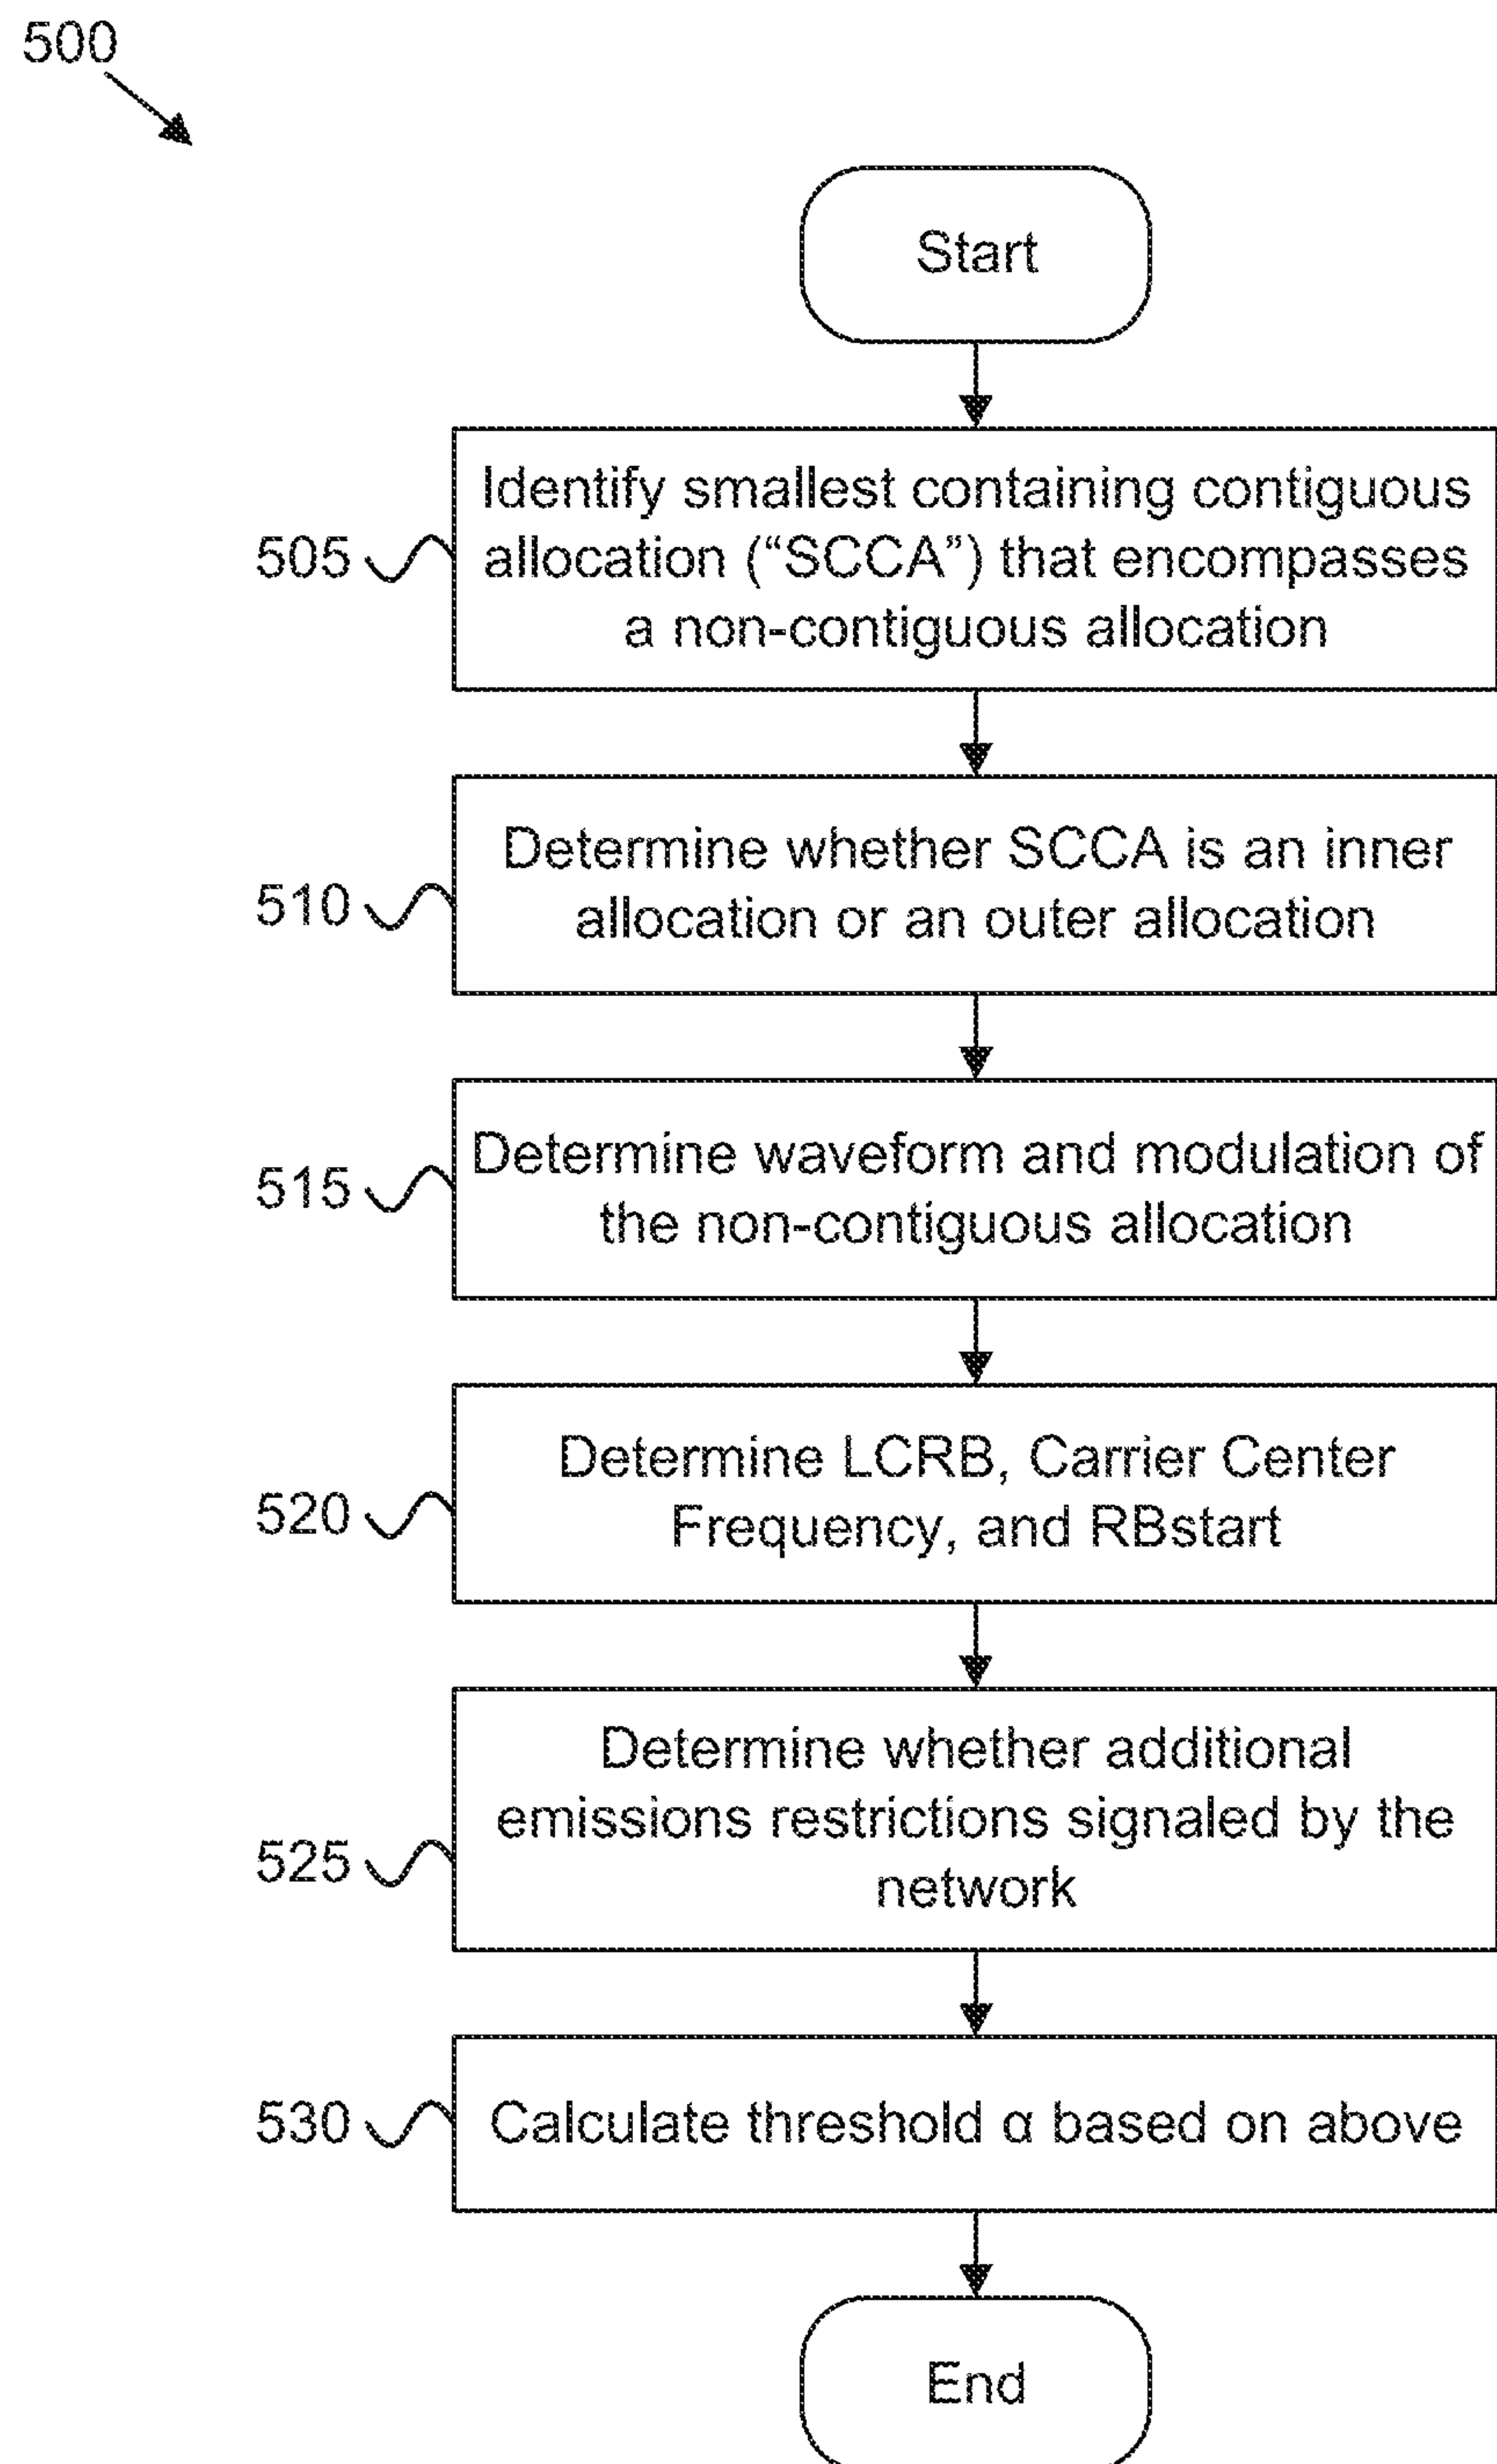 500
Start
505
Identify smallest containing contiguous
allocation (“SCCA”) that encompasses
a non-contiguous allocation
510
Determine whether SCCA is an inner
allocation or an outer allocation
515
Determine waveform and modulation of
the non-contiguous allocation
520
Determine LCRB, Carrier Center
Frequency, and RBstart
525
Determine whether additional
emissions restrictions signaled by the
network
530
Calculate threshold α based on above
End